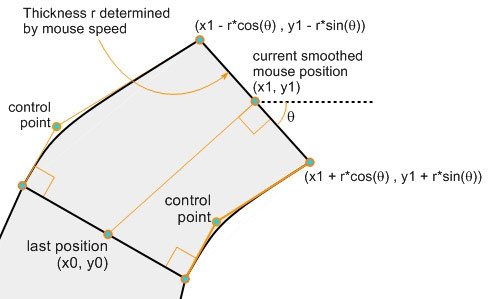 Thickness r determined
by mouse speed
(x1 - r*cos(θ) , y1 - r*sin(θ))
current smoothed
mouse position
(x1, y1)
control
point
θ
(x1 + r*cos(θ) , y1 + r*sin(θ))
control
point
last position
(x0, y0)